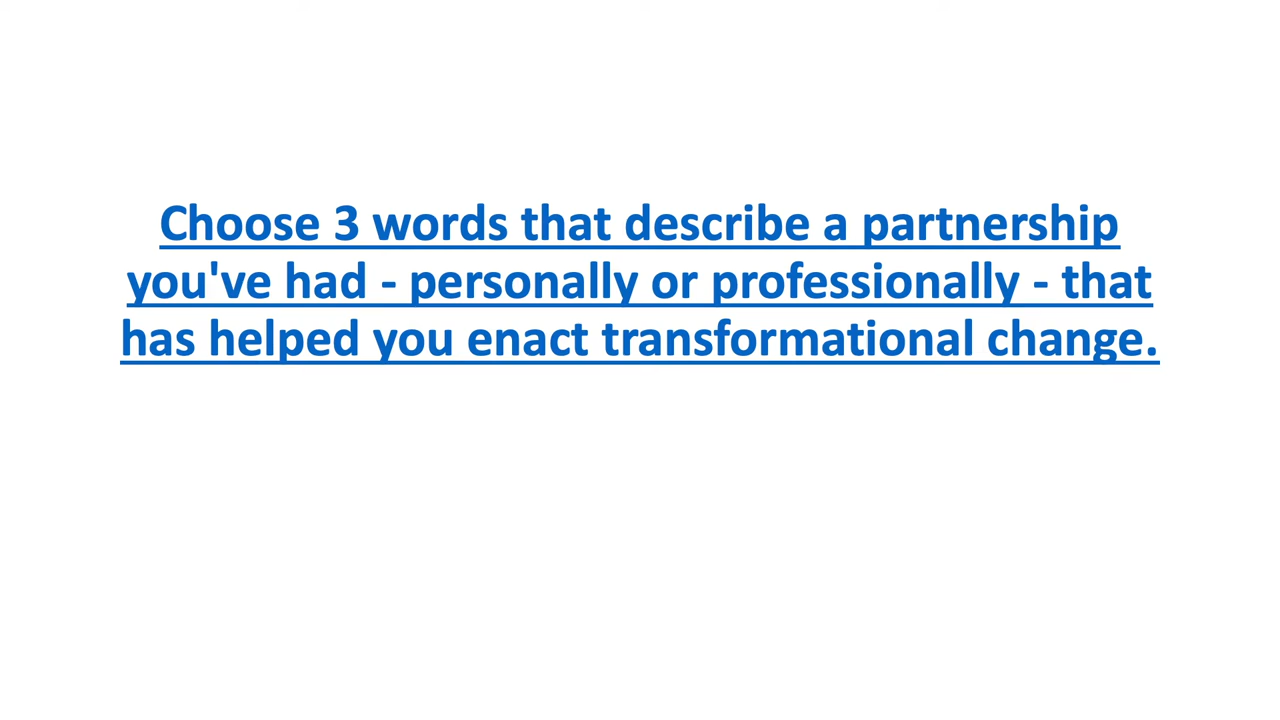 Choose 3 words that describe a partnership
you've had - personally or professionally - that
has helped you enact transformational change.